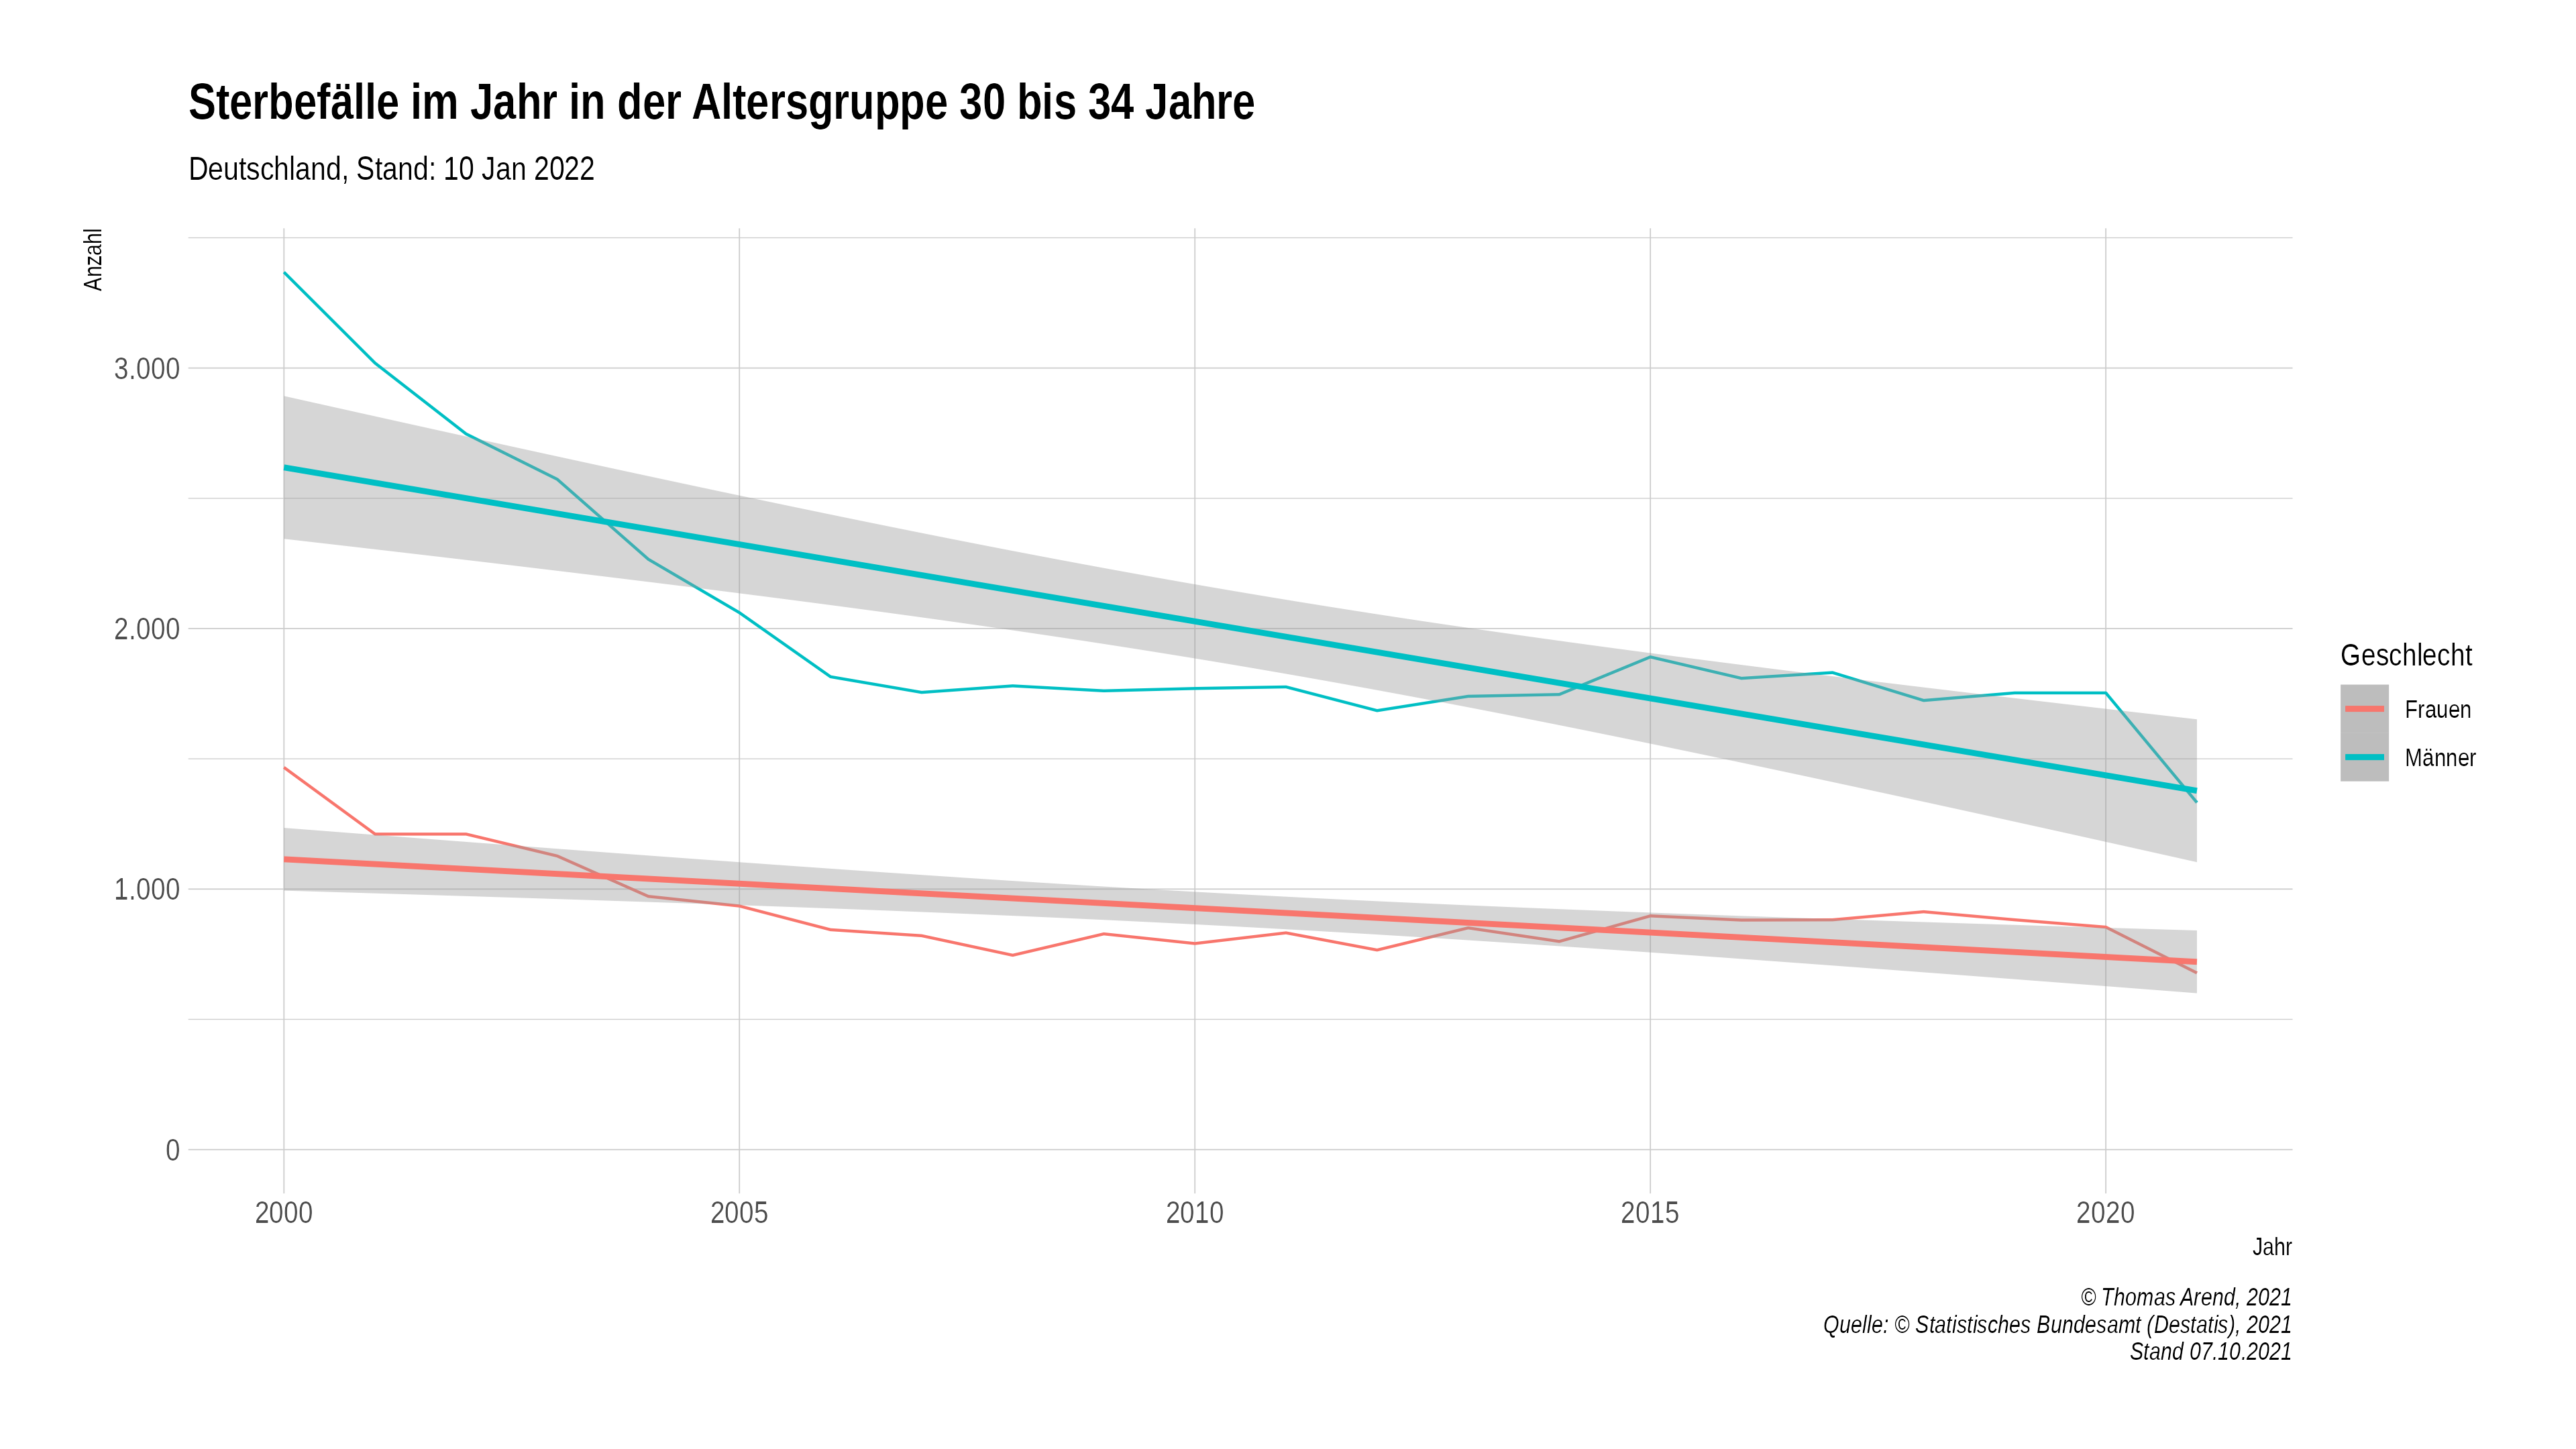 Sterbefälle im Jahr in der Altersgruppe 30 bis 34 Jahre
Deutschland, Stand: 10 Jan 2022
Anzahl
3.000
2.000
1.000
0
2000 2005 2010 2015 2020
Jahr
Geschlecht
Frauen
Männer
© Thomas Arend, 2021
Quelle: © Statistisches Bundesamt (Destatis), 2021
Stand 07.10.2021